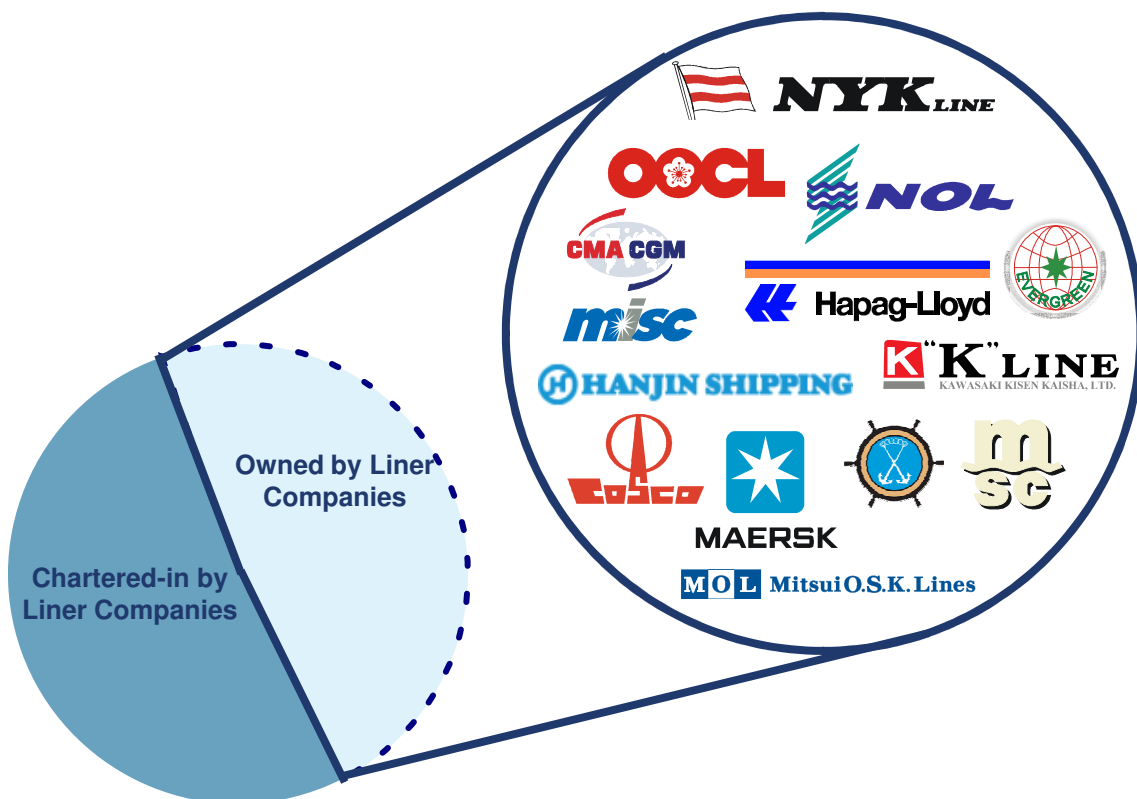 NYK LINE
OOCL
NOL
CMA CGM
EVERGREEN
Hapag-Lloyd
misc
K "K" LINE
KAWASAKI KISEN KAISHA, LTD.
H HANJIN SHIPPING
Owned by Liner
Companies
COSCO
MAERSK
msc
Chartered-in by
Liner Companies
MOL Mitsui O.S.K. Lines